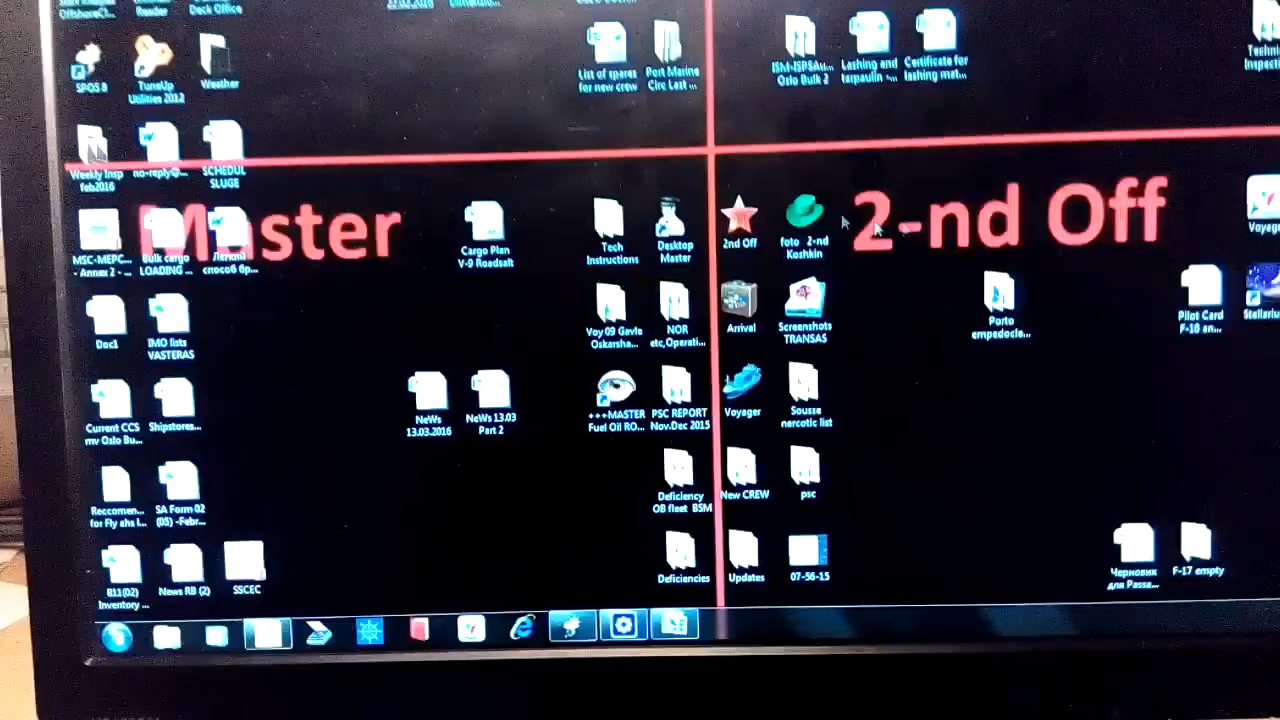 Deck Office
SPOS 8
TuneUp
Utilities 2012
Weather
List of spares
for new crew
Port Marine
Circ Last ...
ISM-ISPSAu...
Oslo Bulk 2
Lashing and
tarpaulin -...
Certificate for
lashing mat...
Weekly Insp
feb2016
no-reply@...
SCHEDUL
SLUGE
Master
2-nd Off
MSC-MEPC...
- Annex 2 - ...
Bulk cargo
LOADING ...
Cargo Plan
V-9 Roadsalt
Tech
Instructions
Desktop
Master
2nd Off
foto 2-nd
Koshkin
Doc1
IMO lists
VASTERAS
Voy 09 Gavle
Oskarsha...
NOR
etc,Operati...
Arrival
Screenshots
TRANSAS
Porto
empedocle...
Pilot Card
F-16 an...
Current CCS
mv Oslo Bu...
Shipstores...
NeWs
13.03.2016
NeWs 13.03
Part 2
+++MASTER
Fuel Oil RO...
PSC REPORT
Nov.Dec 2015
Voyager
Sousse
narcotic list
Reccomen...
for Fly ahs l...
SA Form 02
(05) -Febr...
Deficiency
OB fleet BSM
New CREW
psc
B11(02)
Inventory ...
News RB (2)
SSCEC
Deficiencies
Updates
07-56-15
Черновик
для Passa...
F-17 empty